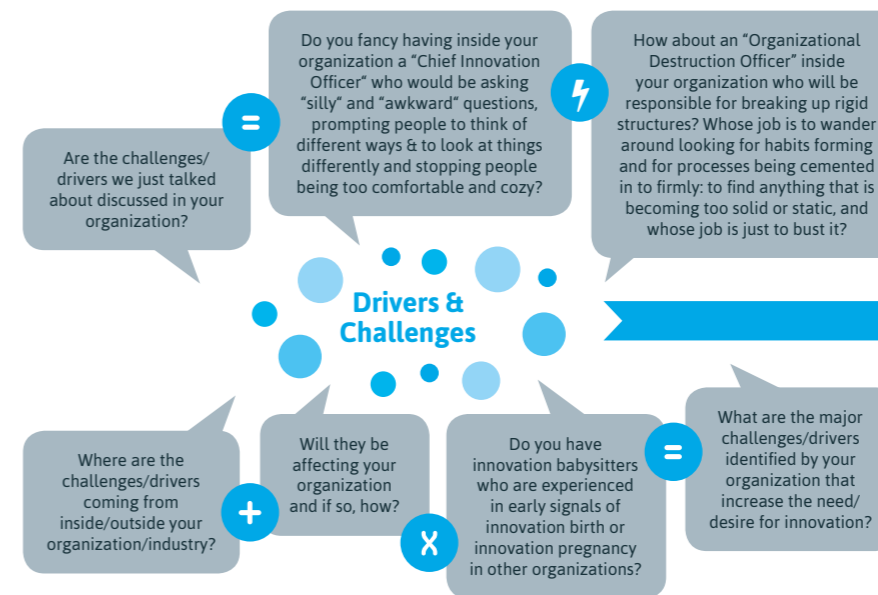 Are the challenges/
drivers we just talked
about discussed in your
organization?
=
Do you fancy having inside your
organization a “Chief Innovation
Officer“ who would be asking
“silly“ and “awkward“ questions,
prompting people to think of
different ways & to look at things
differently and stopping people
being too comfortable and cozy?
How about an “Organizational
Destruction Officer” inside
your organization who will be
responsible for breaking up rigid
structures? Whose job is to wander
around looking for habits forming
and for processes being cemented
in to firmly: to find anything that is
becoming too solid or static, and
whose job is just to bust it?
Drivers &
Challenges
Where are the
challenges/drivers
coming from
inside/outside your
organization/industry?
+
Will they be
affecting your
organization
and if so, how?
X
Do you have
innovation babysitters
who are experienced
in early signals of
innovation birth or
innovation pregnancy
in other organizations?
=
What are the major
challenges/drivers
identified by your
organization that
increase the need/
desire for innovation?